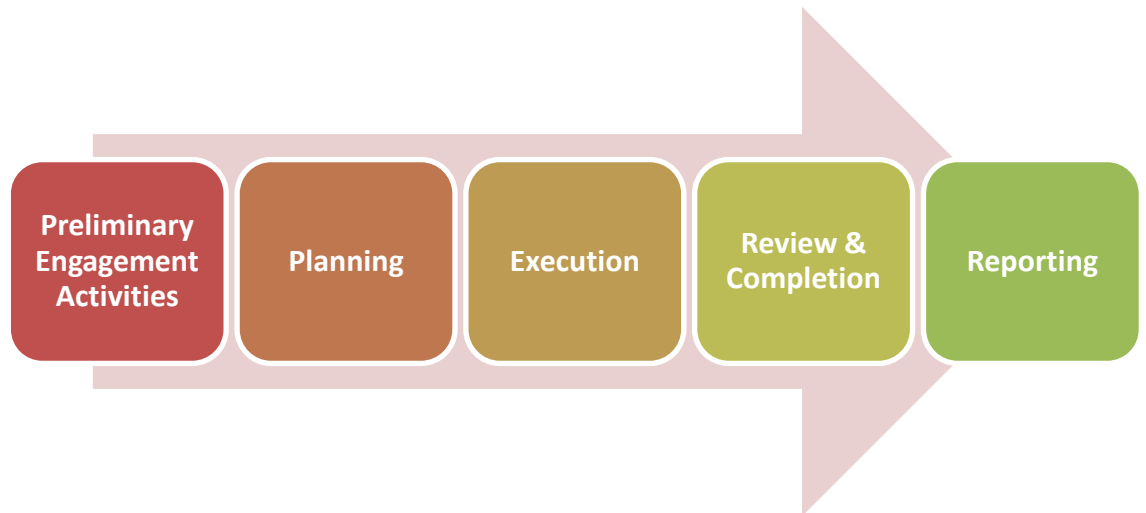 Preliminary
Engagement
Activities
Planning
Execution
Review &
Completion
Reporting